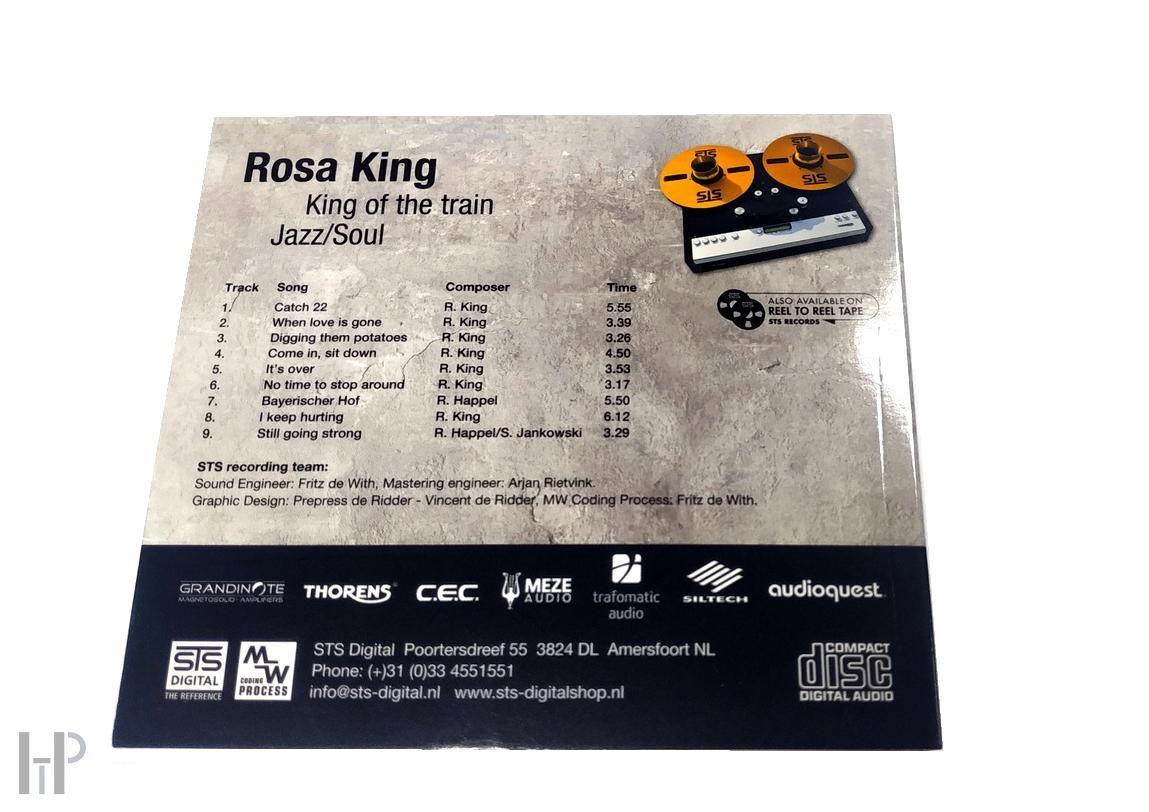 Rosa King
King of the train
Jazz/Soul
STS
STS
STS
STS
ALSO AVAILABLE ON
REEL TO REEL TAPE
STS RECORDS
Track Song Composer Time
1. Catch 22 R. King 5.55
2. When love is gone R. King 3.39
3. Digging them potatoes R. King 3.26
4. Come in, sit down R. King 4.50
5. It's over R. King 3.53
6. No time to stop around R. King 3.17
7. Bayerischer Hof R. Happel 5.50
8. I keep hurting R. King 6.12
9. Still going strong R. Happel/S. Jankowski 3.29
STS recording team:
Sound Engineer: Fritz de With, Mastering engineer: Arjan Rietvink.
Graphic Design: Prepress de Ridder - Vincent de Ridder, MW Coding Process: Fritz de With.
GRANDINOTE
MAGNETOSOLID · AMPLIFIERS
THORENS®
C.E.C.
MEZE
AUDIO
trafomatic
audio
SILTECH
audioquest
STS
DIGITAL
THE REFERENCE
MW
CODING
PROCESS
STS Digital Poortersdreef 55 3824 DL Amersfoort NL
Phone: (+)31 (0)33 4551551
info@sts-digital.nl www.sts-digitalshop.nl
COMPACT
disc
DIGITAL AUDIO
HiP